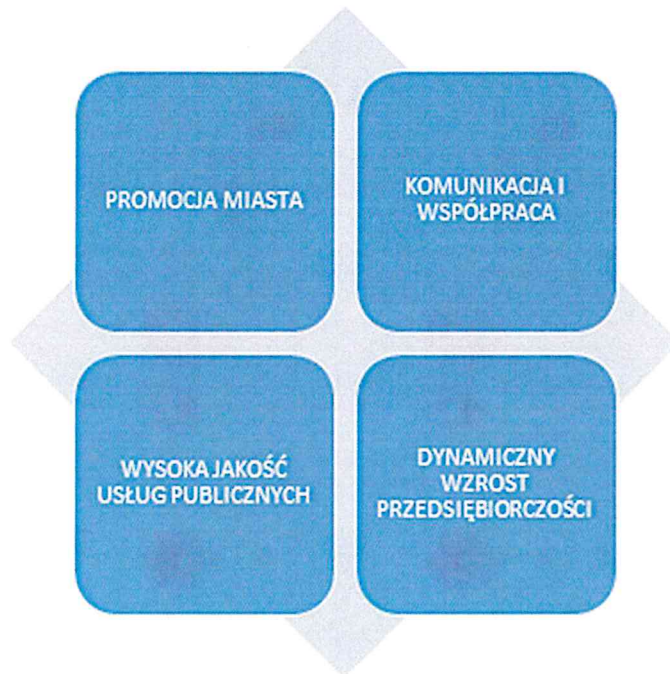 PROMOCJA MIASTA
KOMUNIKACJA I
WSPÓŁPRACA
WYSOKA JAKOŚĆ
USŁUG PUBLICZNYCH
DYNAMICZNY
WZROST
PRZEDSIĘBIORCZOŚCI